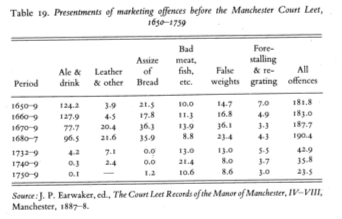 Table 19. Presentments of marketing offences before the Manchester Court Leet,
1650–1759
Bad Fore-
Assize meat, stalling
Ale & Leather of fish, False & re- All
Period drink & other Bread etc. weights grating offences
1650–9 124.2 3.9 21.5 10.0 14.7 7.0 181.8
1660–9 127.9 4.5 17.8 11.3 16.8 4.9 183.0
1670–9 77.7 20.4 36.3 13.9 36.1 3.3 187.7
1680–7 96.5 21.6 35.9 8.8 23.4 4.3 190.4
1732–9 4.2 7.1 0.0 13.0 13.0 5.5 42.9
1740–9 0.3 2.4 0.0 21.4 8.0 3.7 35.8
1750–9 0.1 — 1.2 10.6 8.6 3.0 23.5
Source: J. P. Earwaker, ed., The Court Leet Records of the Manor of Manchester, IV–VIII,
Manchester, 1887–8.